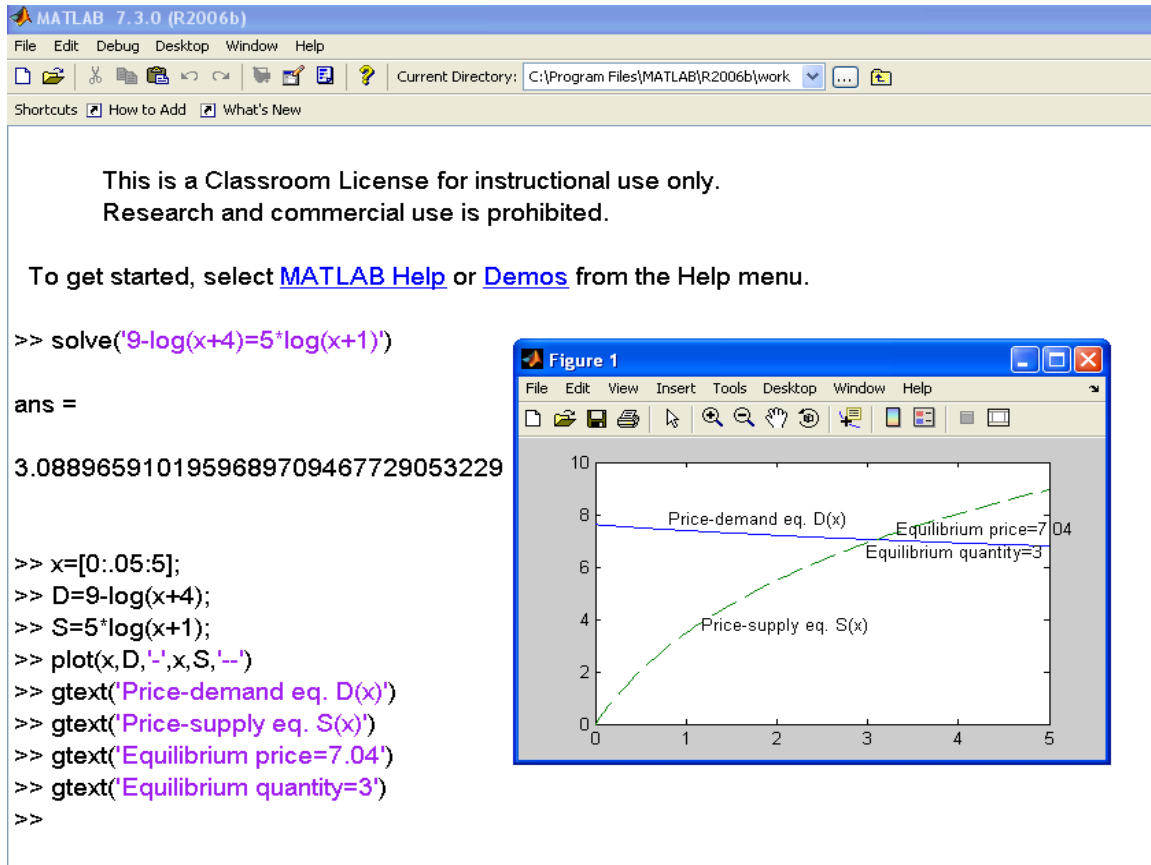 MATLAB 7.3.0 (R2006b)
File Edit Debug Desktop Window Help
Current Directory: C:\Program Files\MATLAB\R2006b\work
Shortcuts How to Add What's New
This is a Classroom License for instructional use only.
Research and commercial use is prohibited.
To get started, select MATLAB Help or Demos from the Help menu.
>> solve('9-log(x+4)=5*log(x+1)')
ans =
3.0889659101959689709467729053229
>> x=[0:.05:5];
>> D=9-log(x+4);
>> S=5*log(x+1);
>> plot(x,D,'-',x,S,'--')
>> gtext('Price-demand eq. D(x)')
>> gtext('Price-supply eq. S(x)')
>> gtext('Equilibrium price=7.04')
>> gtext('Equilibrium quantity=3')
>>
Figure 1
File Edit View Insert Tools Desktop Window Help
10
8
6
4
2
0
Price-demand eq. D(x)
Equilibrium price=7.04
Equilibrium quantity=3
Price-supply eq. S(x)
0 1 2 3 4 5